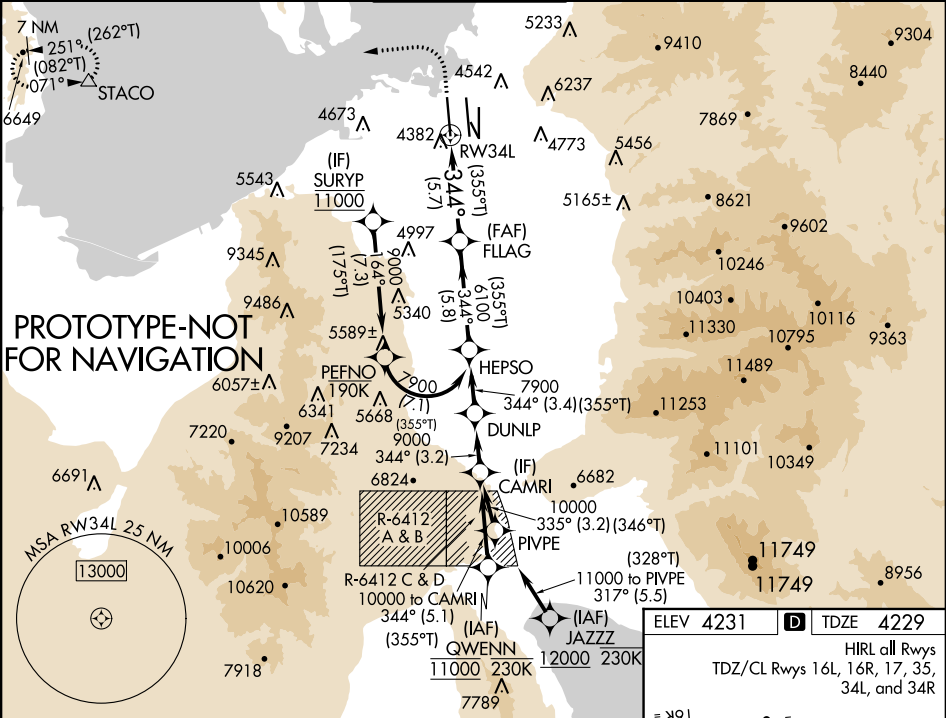 7 NM
251° (262°T)
(082°T)
071°
STACO
6649
5233
9410
9304
8440
4542
6237
7869
4673
4382
RW34L
4773
5456
(IF)
SURYP
11000
344°
(5.7)
(355°T)
5543
5165±
8621
(FAF)
FLLAG
9602
4997
9345
164°
(7.3)
(175°T)
9000
10246
9486
5340
344°
(5.8)
6100
(355°T)
10403
10116
PROTOTYPE-NOT
FOR NAVIGATION
5589±
11330
10795
9363
HEPSO
PEFNO
190K
6057±
7900
(7.1)
(355°T)
7900
344° (3.4)(355°T)
11489
6341
5668
11253
DUNLP
7220
9207
7234
9000
344° (3.2)
11101
10349
6691
6824
(IF)
CAMRI
6682
10000
335° (3.2)(346°T)
R-6412
A & B
PIVPE
MSA RW34L 25 NM
13000
10589
10006
10620
(328°T)
11749
11749
8956
R-6412 C & D
10000 to CAMRI
344° (5.1)
(355°T)
11000 to PIVPE
317° (5.5)
(IAF)
QWENN
11000 230K
(IAF)
JAZZZ
12000 230K
7918
7789
ELEV 4231
D
TDZE 4229
HIRL all Rwys
TDZ/CL Rwys 16L, 16R, 17, 35,
34L, and 34R
16R